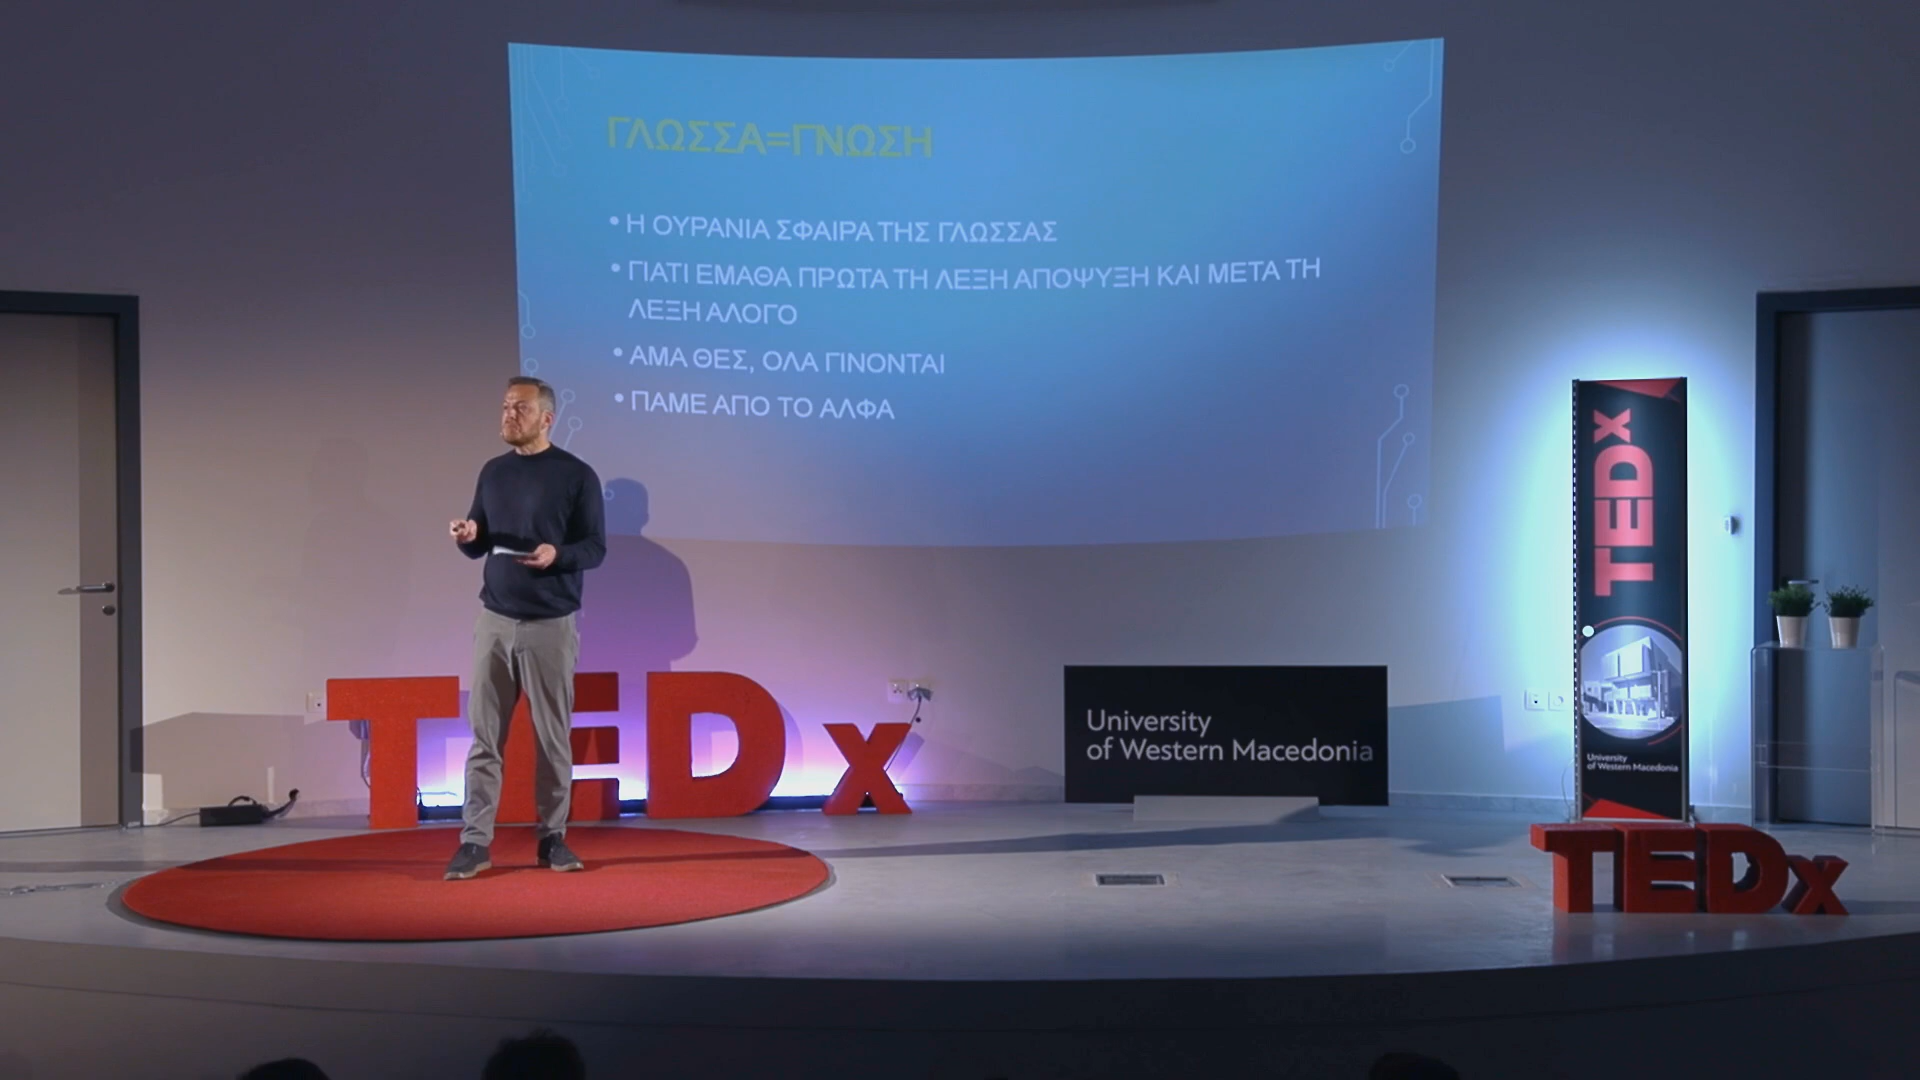 ΓΛΩΣΣΑ=ΓΝΩΣΗ
• Η ΟΥΡΑΝΙΑ ΣΦΑΙΡΑ ΤΗΣ ΓΛΩΣΣΑΣ
• ΓΙΑΤΙ ΕΜΑΘΑ ΠΡΩΤΑ ΤΗ ΛΕΞΗ ΑΠΟΨΥΞΗ ΚΑΙ ΜΕΤΑ ΤΗ
ΛΕΞΗ ΑΛΟΓΟ
• ΑΜΑ ΘΕΣ, ΟΛΑ ΓΙΝΟΝΤΑΙ
• ΠΑΜΕ ΑΠΟ ΤΟ ΑΛΦΑ
TEDx
University
of Western Macedonia
TEDx
University
of Western Macedonia
TEDx